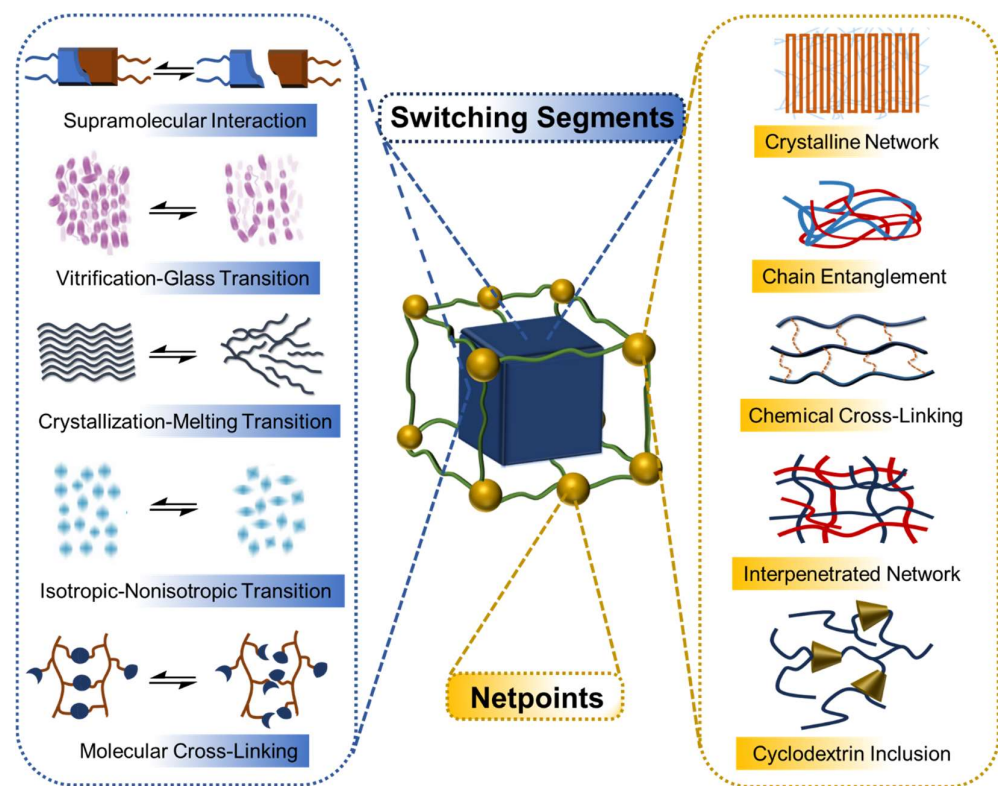 Switching Segments
Supramolecular Interaction
Vitrification-Glass Transition
Crystallization-Melting Transition
Isotropic-Nonisotropic Transition
Molecular Cross-Linking
Netpoints
Crystalline Network
Chain Entanglement
Chemical Cross-Linking
Interpenetrated Network
Cyclodextrin Inclusion